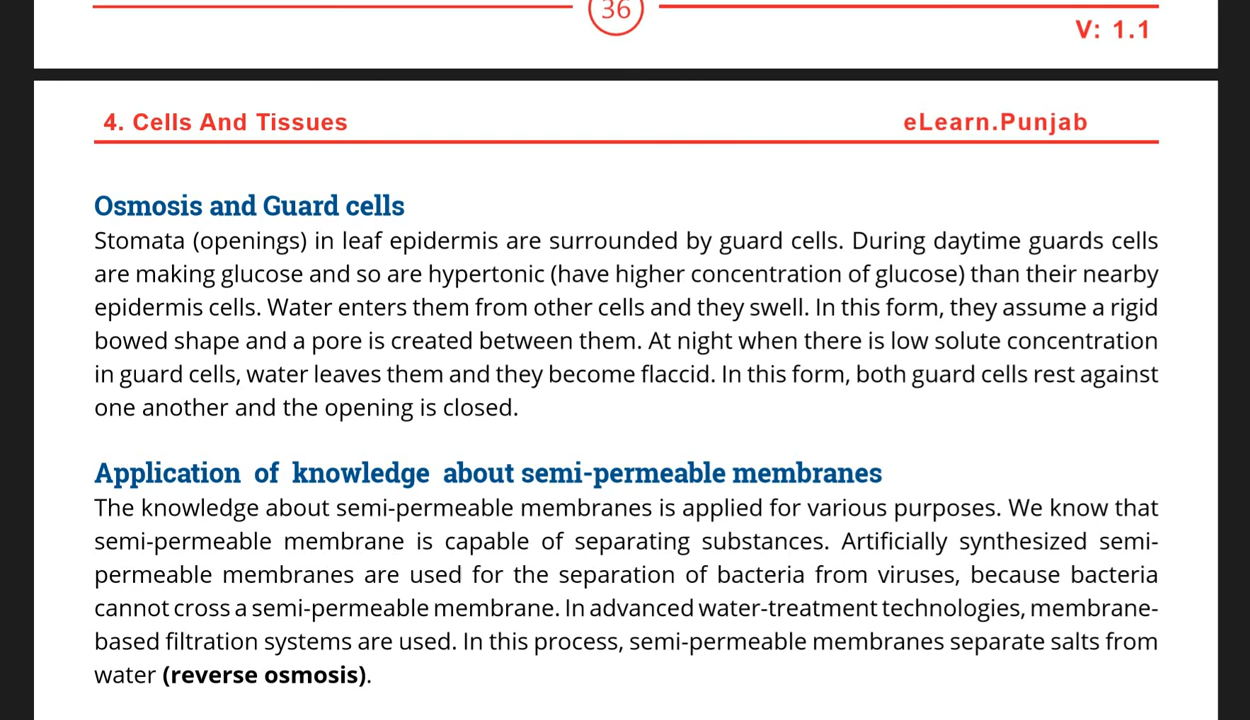 36
V: 1.1
4. Cells And Tissues eLearn.Punjab
Osmosis and Guard cells
Stomata (openings) in leaf epidermis are surrounded by guard cells. During daytime guards cells
are making glucose and so are hypertonic (have higher concentration of glucose) than their nearby
epidermis cells. Water enters them from other cells and they swell. In this form, they assume a rigid
bowed shape and a pore is created between them. At night when there is low solute concentration
in guard cells, water leaves them and they become flaccid. In this form, both guard cells rest against
one another and the opening is closed.
Application of knowledge about semi-permeable membranes
The knowledge about semi-permeable membranes is applied for various purposes. We know that
semi-permeable membrane is capable of separating substances. Artificially synthesized semi-
permeable membranes are used for the separation of bacteria from viruses, because bacteria
cannot cross a semi-permeable membrane. In advanced water-treatment technologies, membrane-
based filtration systems are used. In this process, semi-permeable membranes separate salts from
water (reverse osmosis).